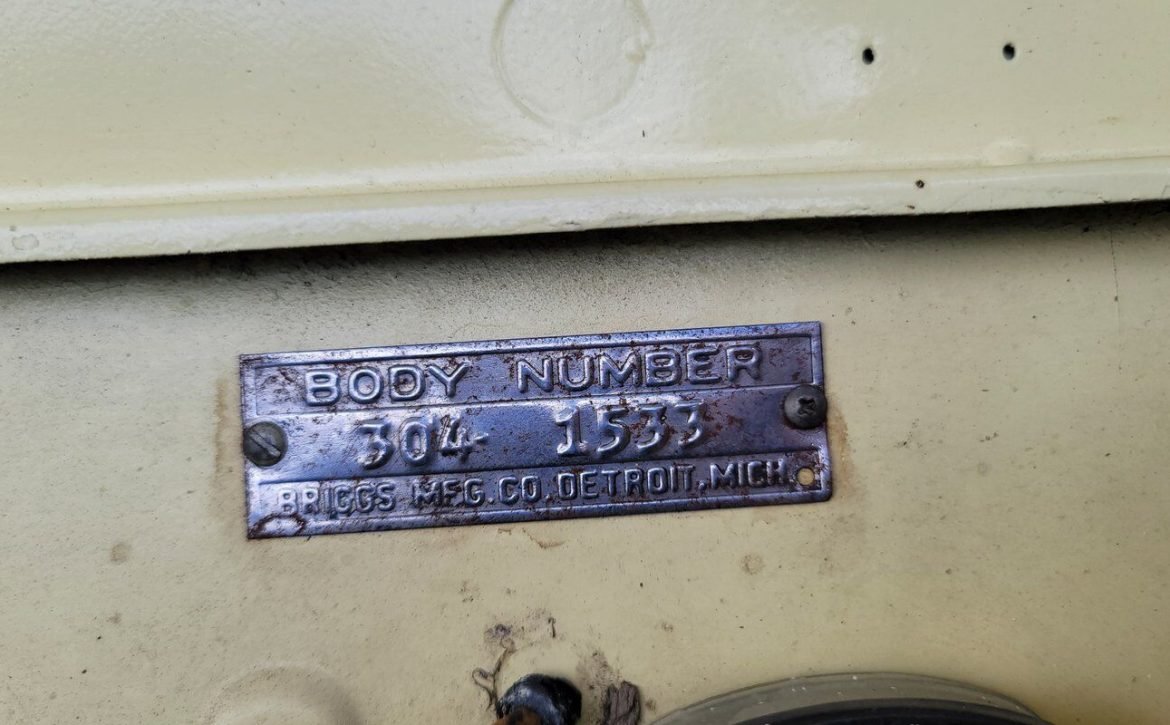 BODY NUMBER
304- 1533
BRIGGS MFG. CO. DETROIT, MICH.